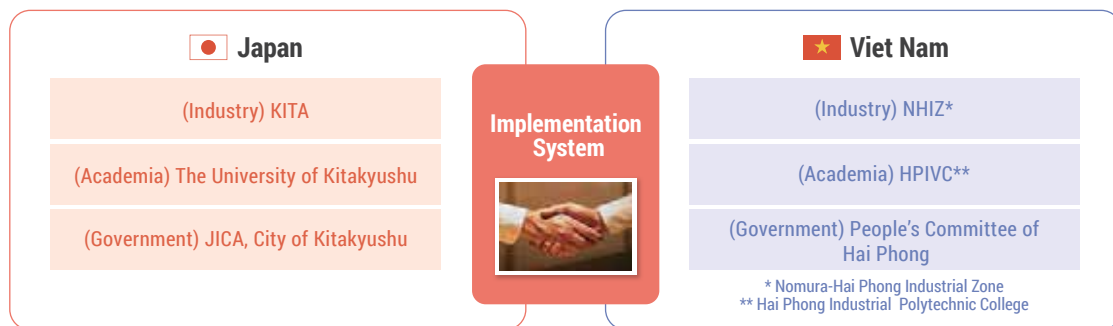 Japan
(Industry) KITA
(Academia) The University of Kitakyushu
(Government) JICA, City of Kitakyushu
Implementation
System
Viet Nam
(Industry) NHIZ*
(Academia) HPIVC**
(Government) People's Committee of
Hai Phong
* Nomura-Hai Phong Industrial Zone
** Hai Phong Industrial Polytechnic College